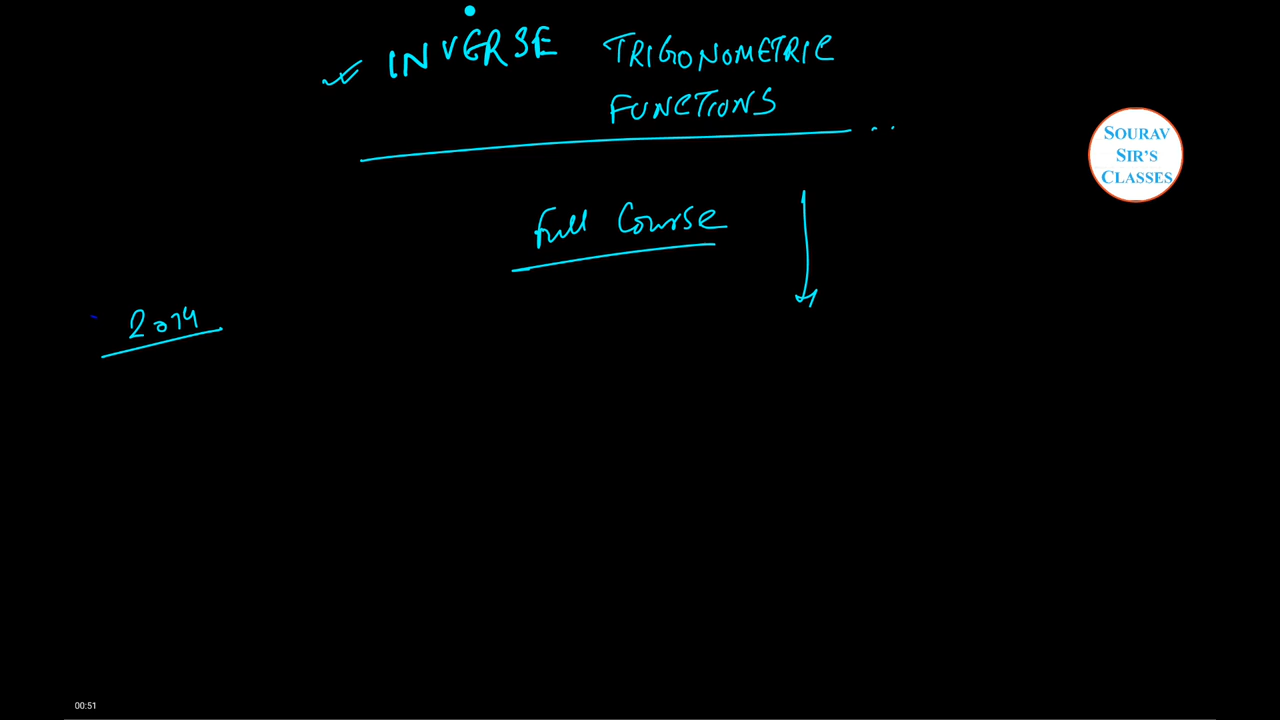 INVERSE TRIGONOMETRIC
FUNCTIONS
SOURAV
SIR'S
CLASSES
Full Course
2014
00:51